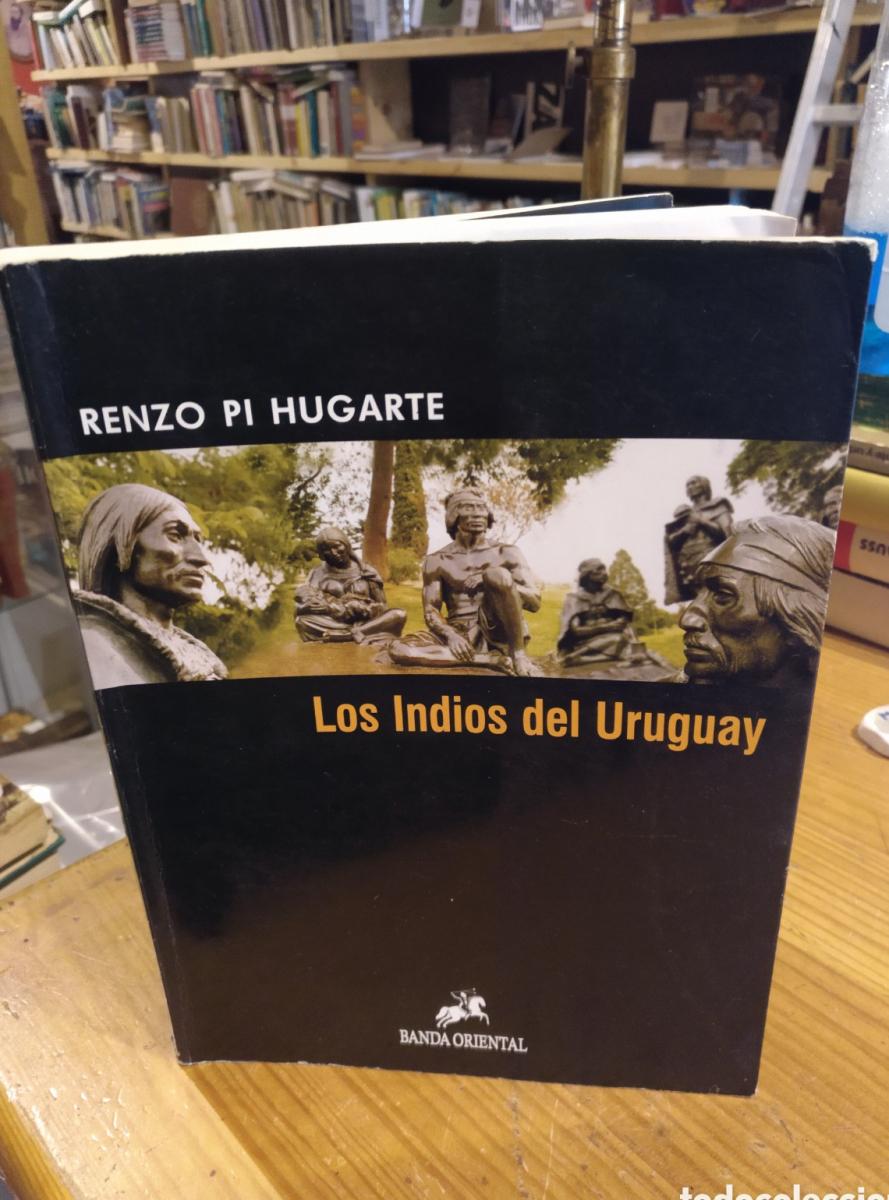 RENZO PI HUGARTE
Los Indios del Uruguay
BANDA ORIENTAL